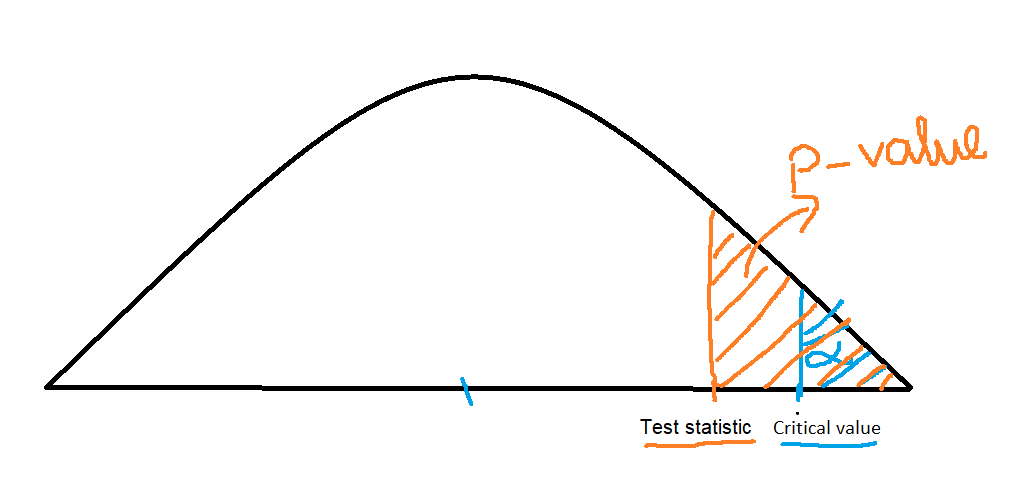 P-value
α
Test statistic
Critical value